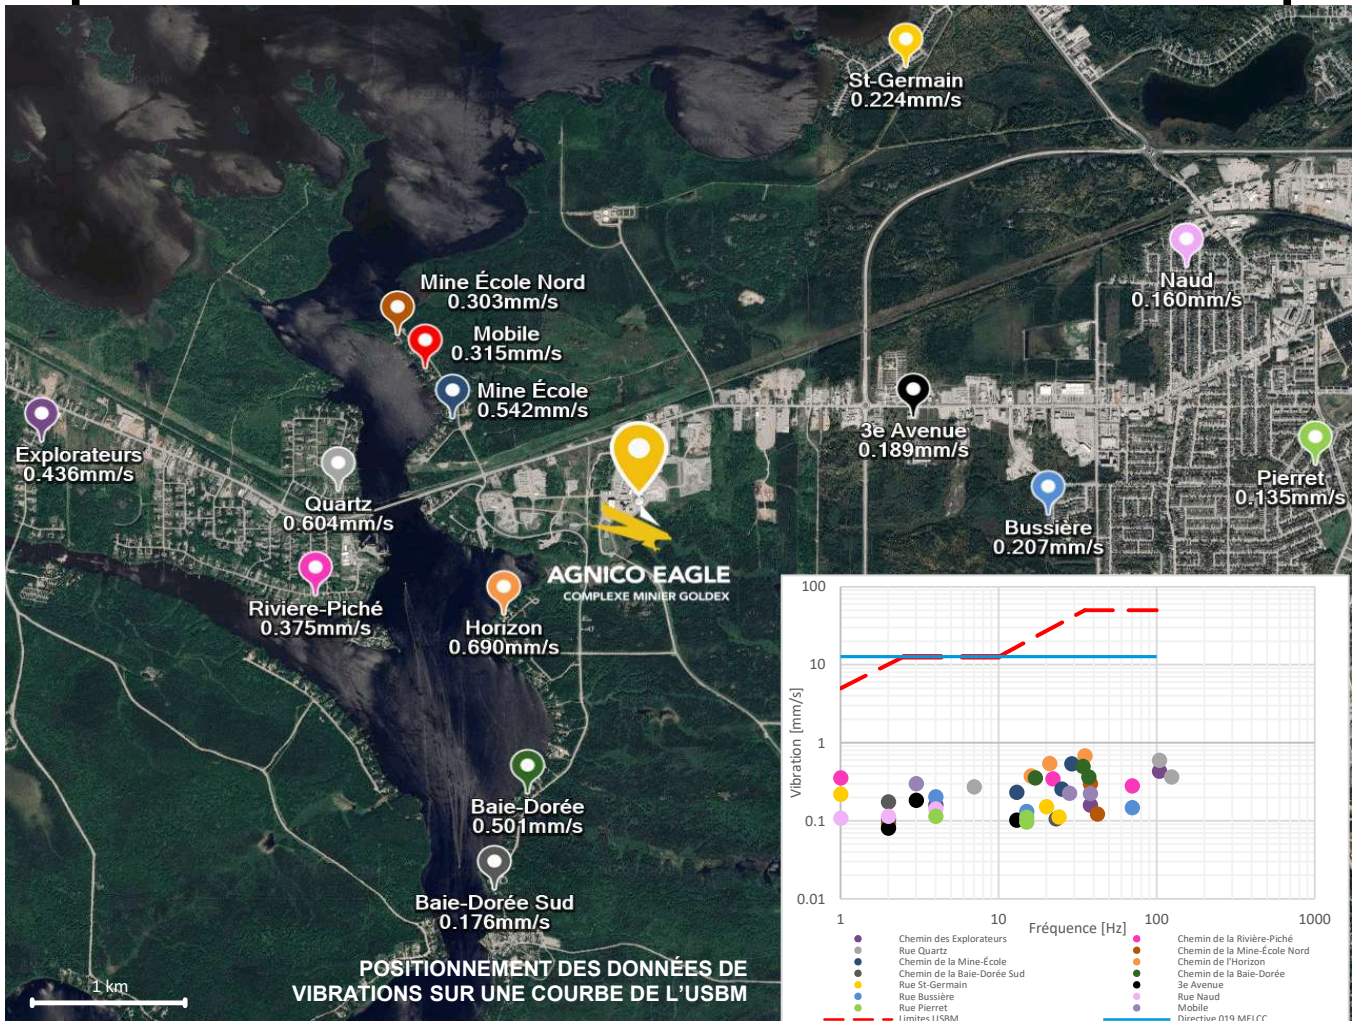 St-Germain
0.224mm/s
Naud
0.160mm/s
Mine École Nord
0.303mm/s
Mobile
0.315mm/s
Mine École
0.542mm/s
3e Avenue
0.189mm/s
Explorateurs
0.436mm/s
Quartz
0.604mm/s
Pierret
0.135mm/s
Bussière
0.207mm/s
Riviere-Piché
0.375mm/s
AGNICO EAGLE
COMPLEXE MINIER GOLDEX
Horizon
0.690mm/s
Baie-Dorée
0.501mm/s
Baie-Dorée Sud
0.176mm/s
POSITIONNEMENT DES DONNÉES DE
VIBRATIONS SUR UNE COURBE DE L'USBM
1 km
100
10
1
0.1
0.01
Vibration [mm/s]
1 10 100 1000
Fréquence [Hz]
Chemin des Explorateurs
Chemin de la Rivière-Piché
Rue Quartz
Chemin de la Mine-École Nord
Chemin de la Mine-École
Chemin de l'Horizon
Chemin de la Baie-Dorée Sud
Chemin de la Baie-Dorée
Rue St-Germain
3e Avenue
Rue Bussière
Rue Naud
Rue Pierret
Mobile
Limites USBM
Directive 019 MELCC